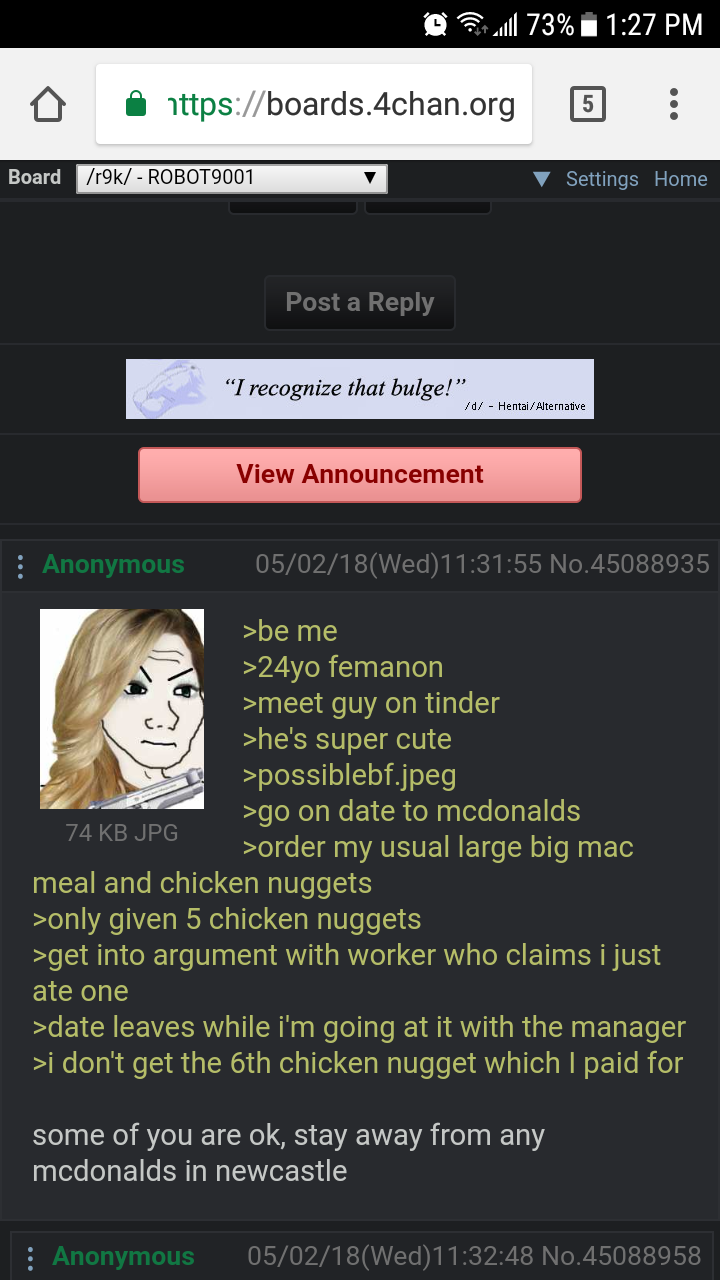 73% 1:27 PM
https://boards.4chan.org
5
Board /r9k/ - ROBOT9001 ▼ ▼ Settings Home
Post a Reply
“I recognize that bulge!”
/d/ - Hentai/Alternative
View Announcement
Anonymous 05/02/18(Wed)11:31:55 No.45088935
>be me
>24yo femanon
>meet guy on tinder
>he's super cute
>possiblebf.jpeg
>go on date to mcdonalds
74 KB JPG
>order my usual large big mac
meal and chicken nuggets
>only given 5 chicken nuggets
>get into argument with worker who claims i just
ate one
>date leaves while i'm going at it with the manager
>i don't get the 6th chicken nugget which I paid for
some of you are ok, stay away from any
mcdonalds in newcastle
Anonymous 05/02/18(Wed)11:32:48 No.45088958